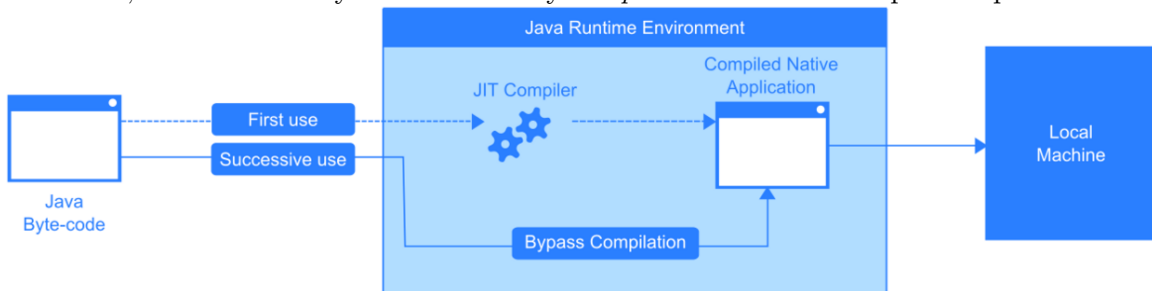 Java Runtime Environment
Compiled Native
Application
JIT Compiler
First use
Successive use
Java
Byte-code
Bypass Compilation
Local
Machine